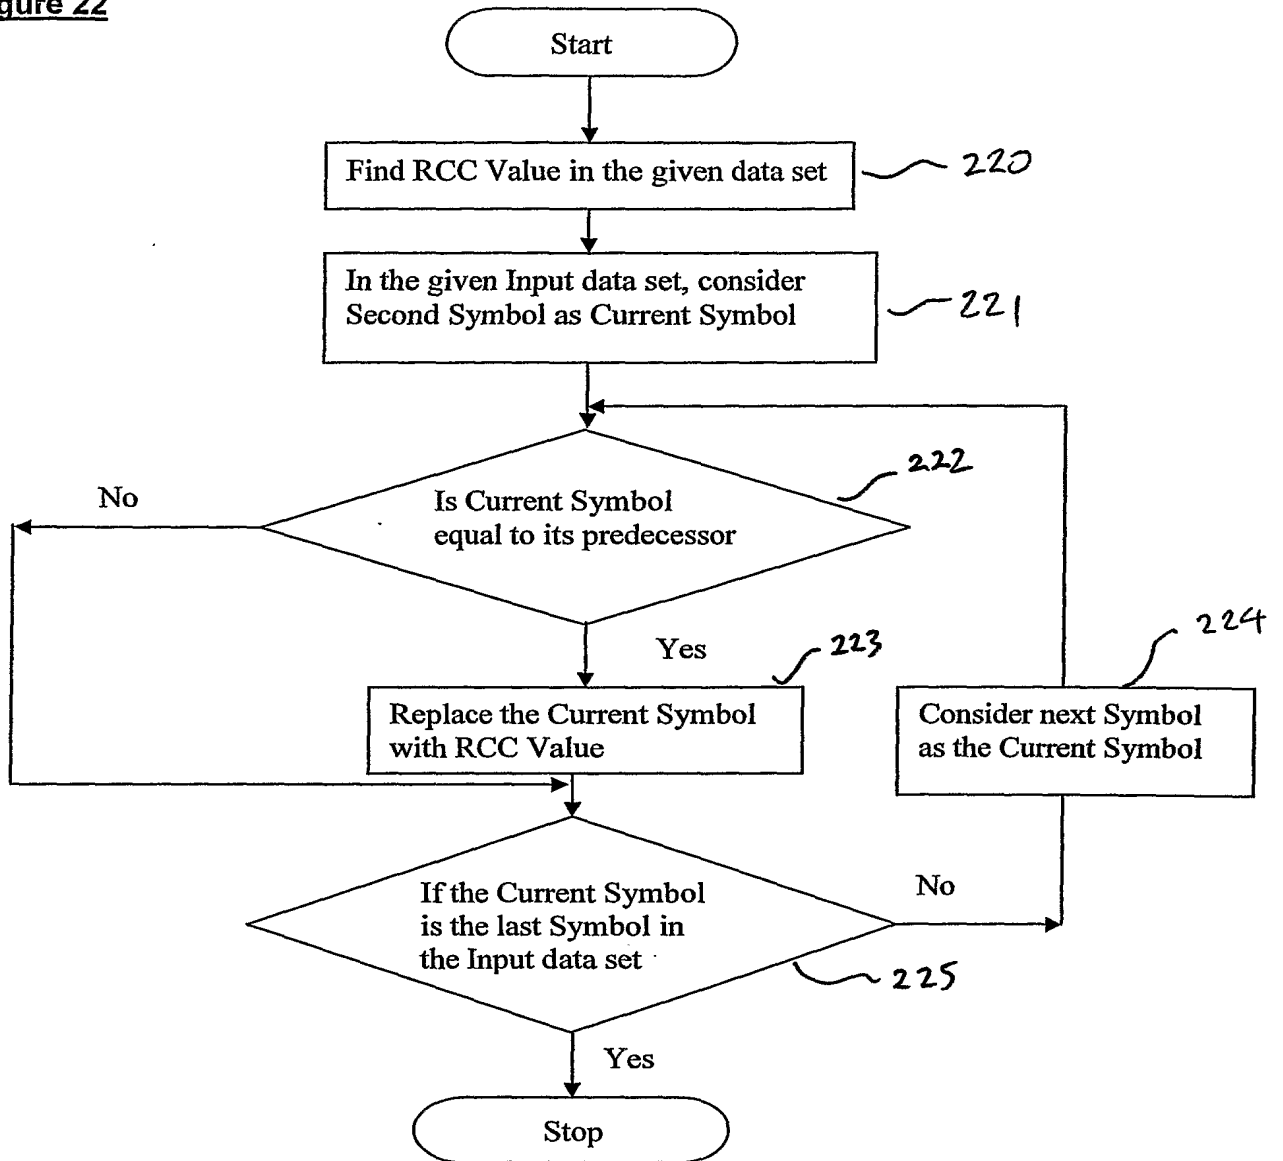 gure 22
Start
Find RCC Value in the given data set
220
In the given Input data set, consider
Second Symbol as Current Symbol
221
222
No
Is Current Symbol
equal to its predecessor
Yes
223
224
Replace the Current Symbol
with RCC Value
Consider next Symbol
as the Current Symbol
If the Current Symbol
is the last Symbol in
the Input data set
No
225
Yes
Stop